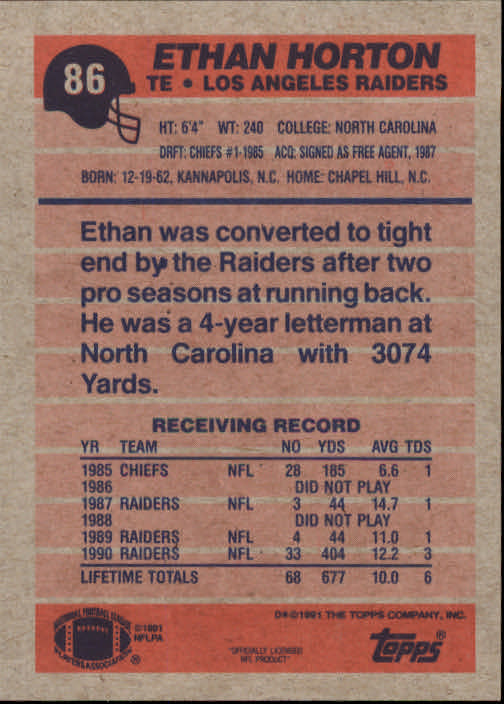 86
ETHAN HORTON
TE • LOS ANGELES RAIDERS
HT: 6'4" WT: 240 COLLEGE: NORTH CAROLINA
DRFT: CHIEFS #1-1985 ACQ: SIGNED AS FREE AGENT, 1987
BORN: 12-19-62, KANNAPOLIS, N.C. HOME: CHAPEL HILL, N.C.
Ethan was converted to tight
end by the Raiders after two
pro seasons at running back.
He was a 4-year letterman at
North Carolina with 3074
Yards.
RECEIVING RECORD
YR TEAM NO YDS AVG TDS
1985 CHIEFS NFL 28 185 6.6 1
1986 DID NOT PLAY
1987 RAIDERS NFL 3 44 14.7 1
1988 DID NOT PLAY
1989 RAIDERS NFL 4 44 11.0 1
1990 RAIDERS NFL 33 404 12.2 3
LIFETIME TOTALS 68 677 10.0 6
NATIONAL FOOTBALL LEAGUE
PLAYERS ASSOCIATION
®
©1991
NFLPA
"OFFICIALLY LICENSED
NFL PRODUCT"
D*©1991 THE TOPPS COMPANY, INC.
topps®